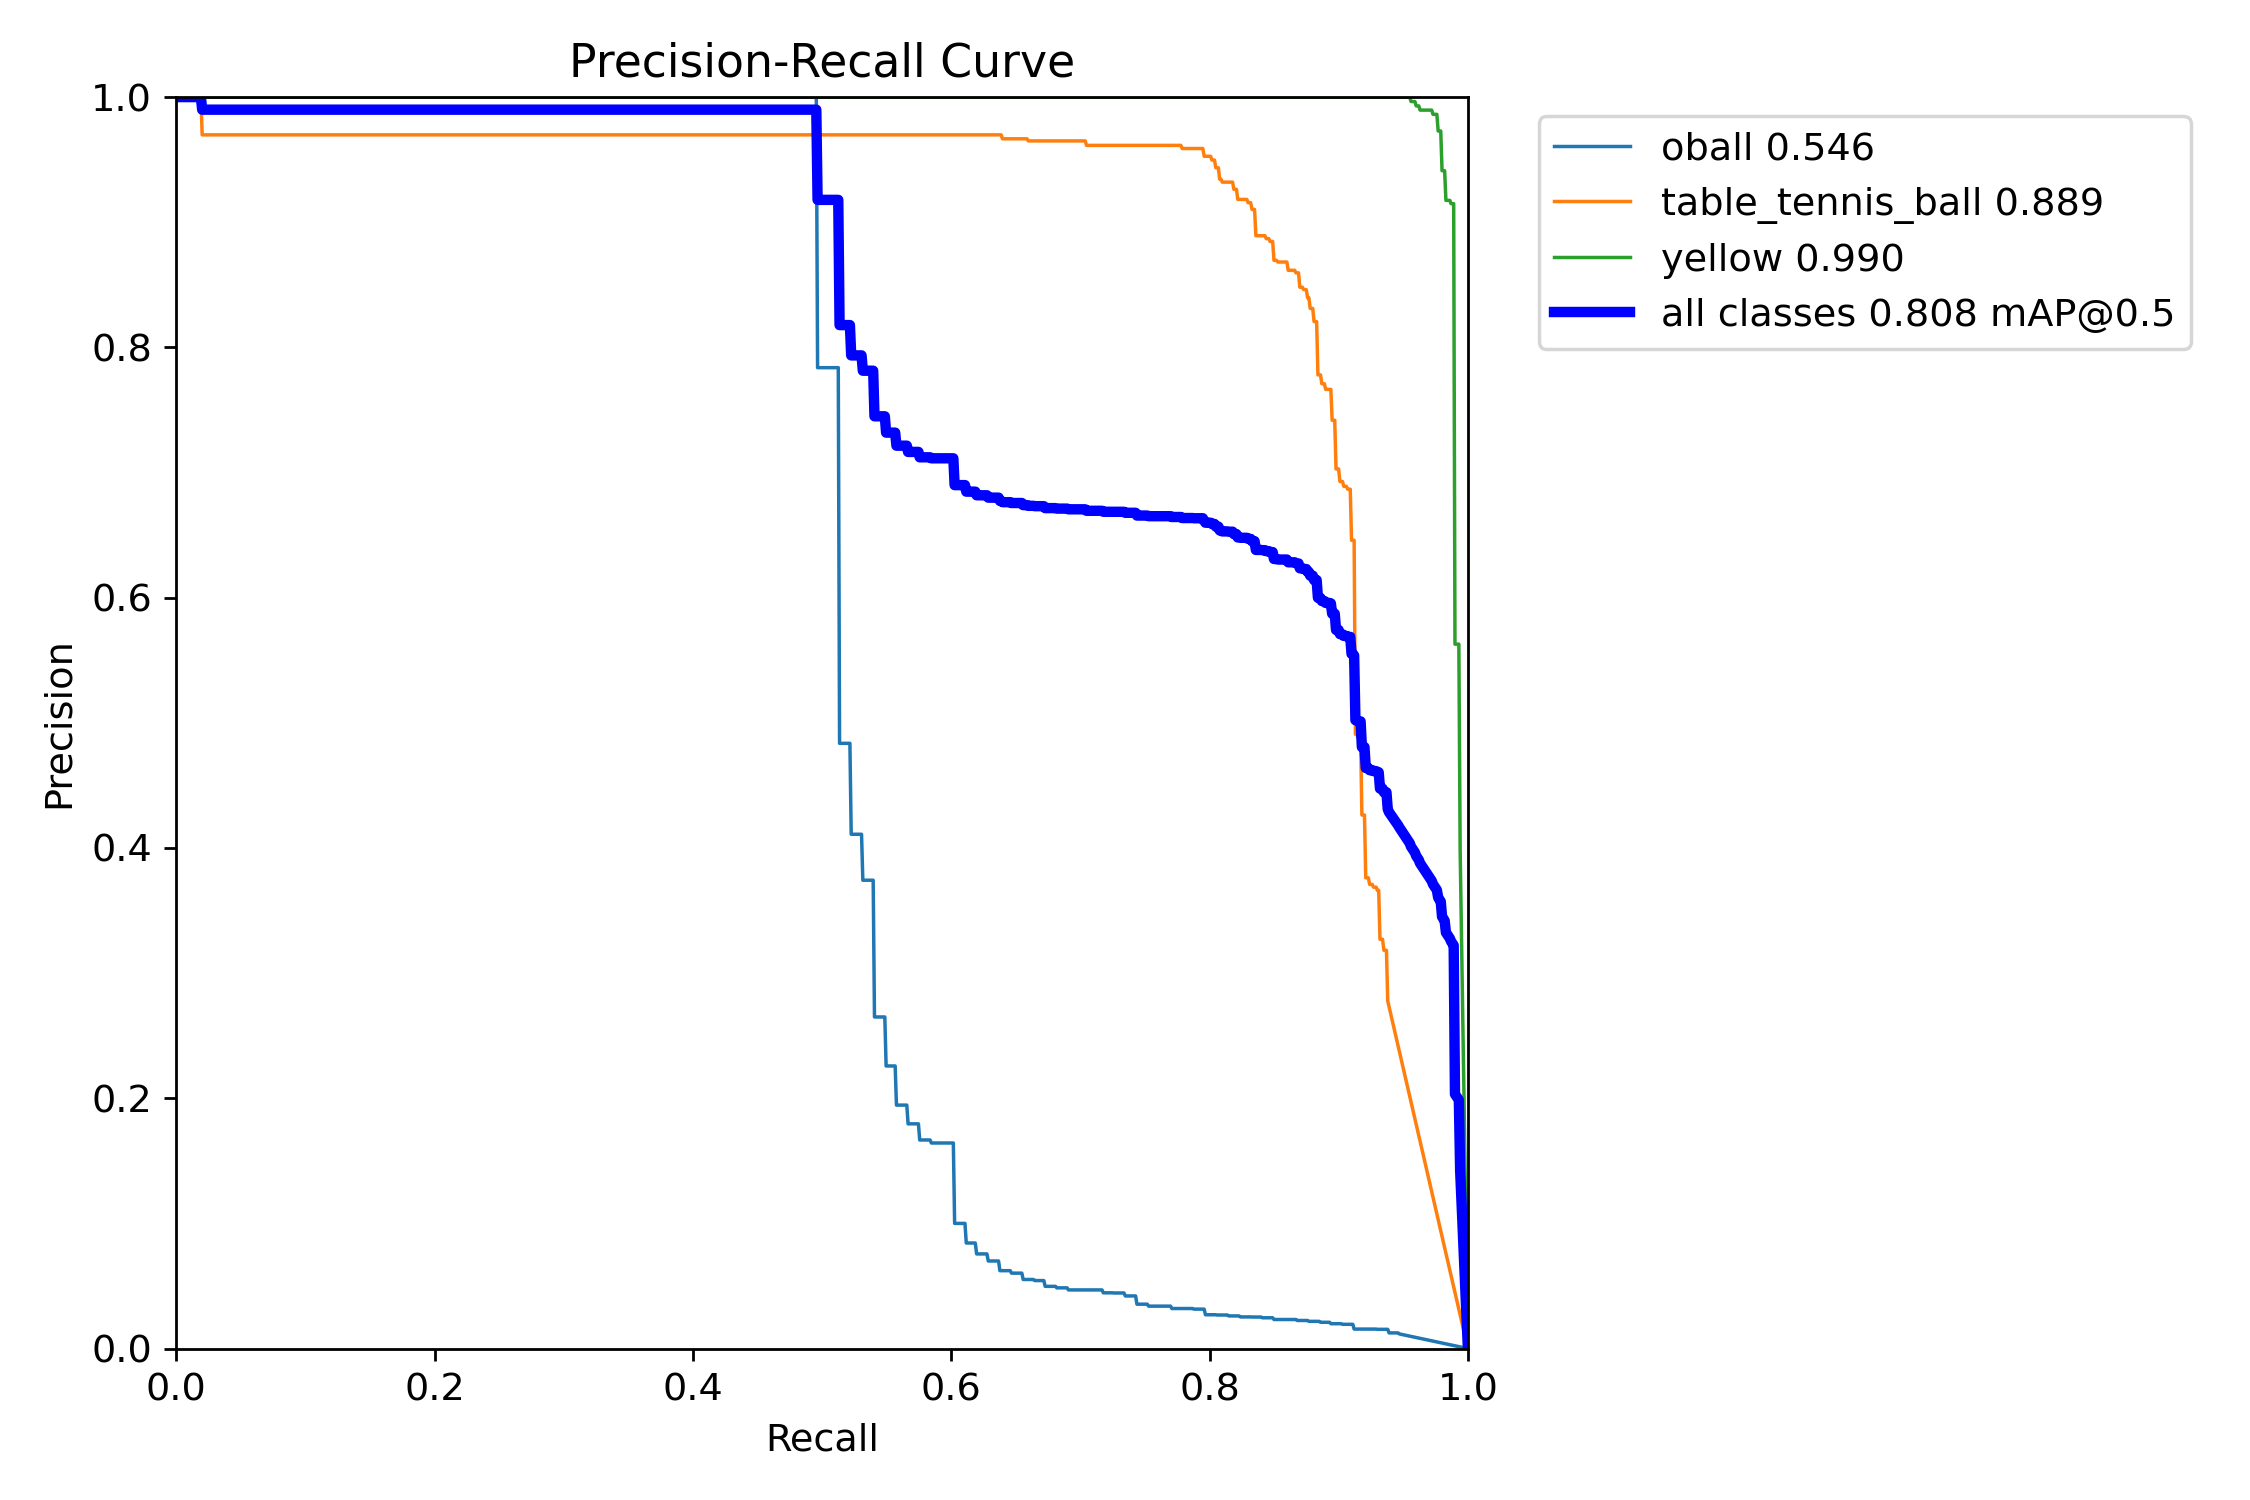 Precision-Recall Curve
1.0
0.8
0.6
0.4
0.2
0.0
Precision
0.0 0.2 0.4 0.6 0.8 1.0
Recall
oball 0.546
table_tennis_ball 0.889
yellow 0.990
all classes 0.808 mAP@0.5